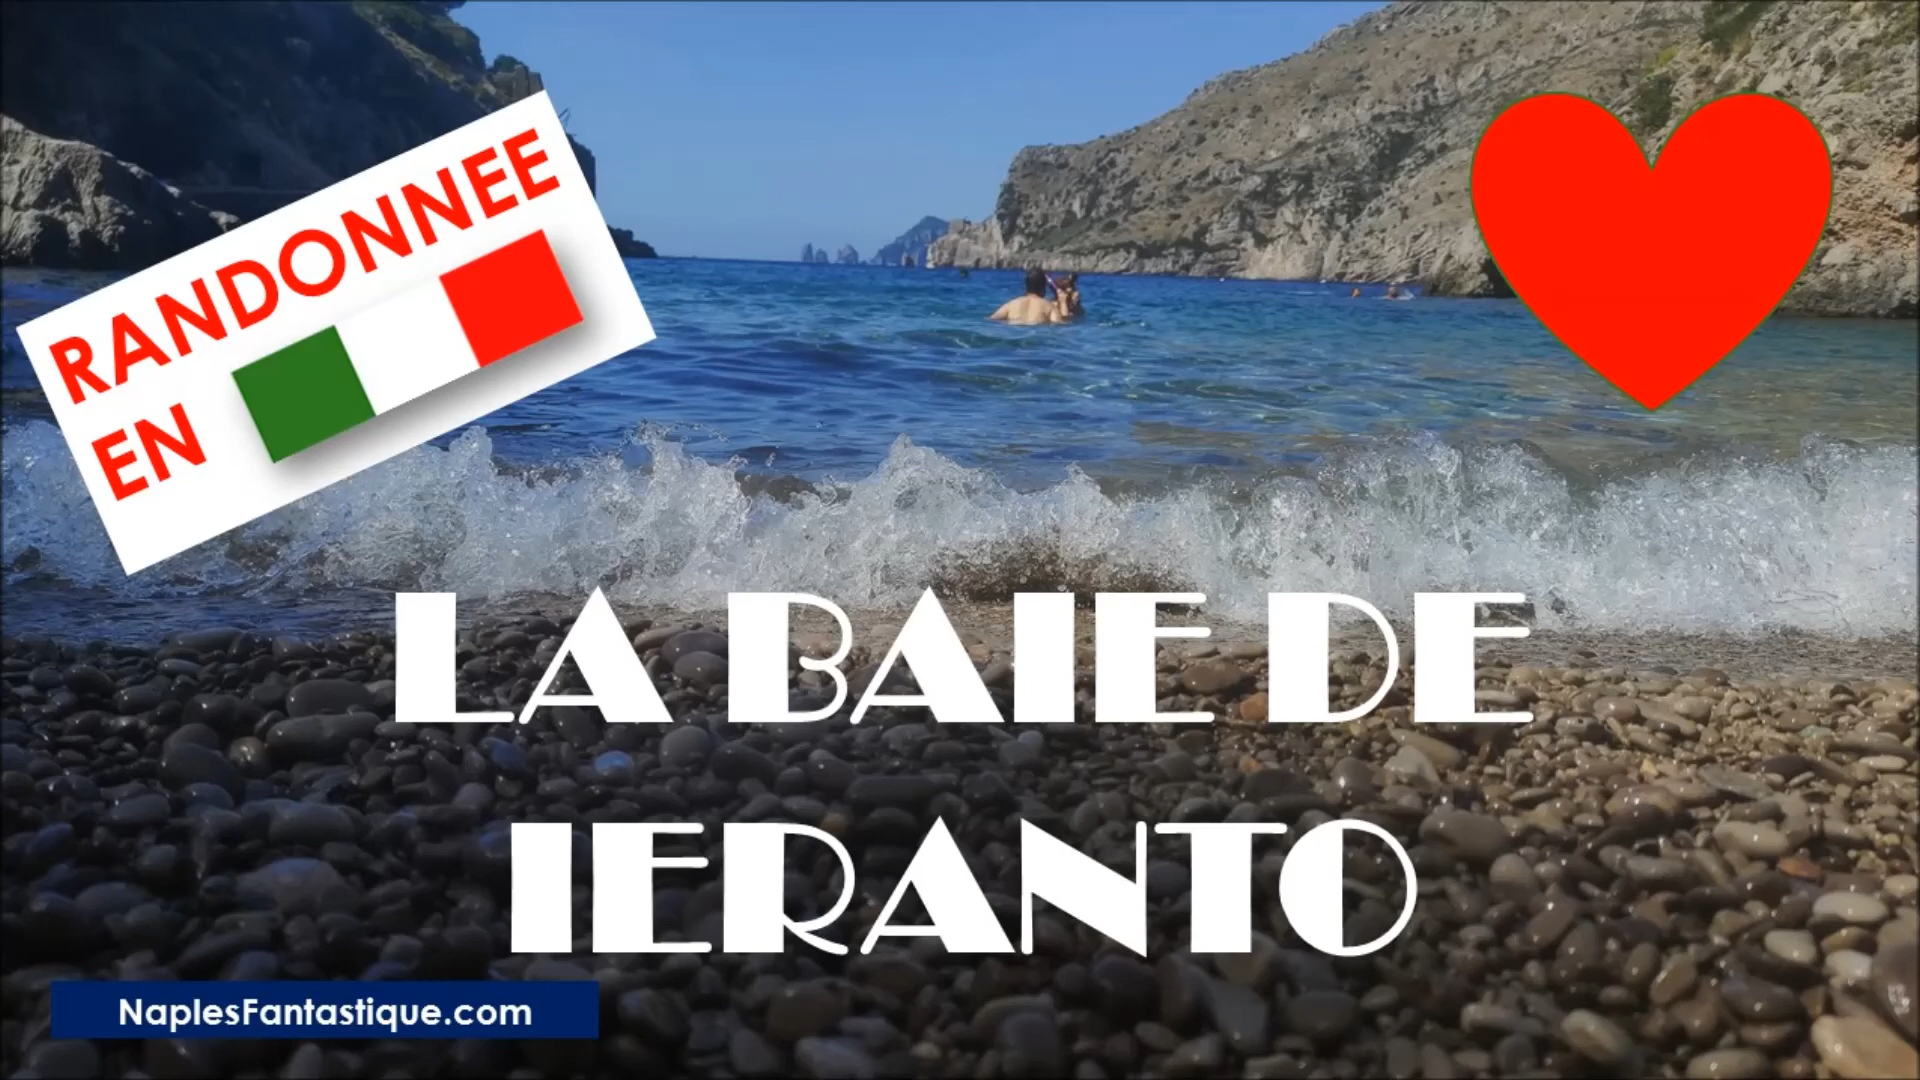 RANDONNEE
EN
LA BAIE DE
IERANTO
NaplesFantastique.com